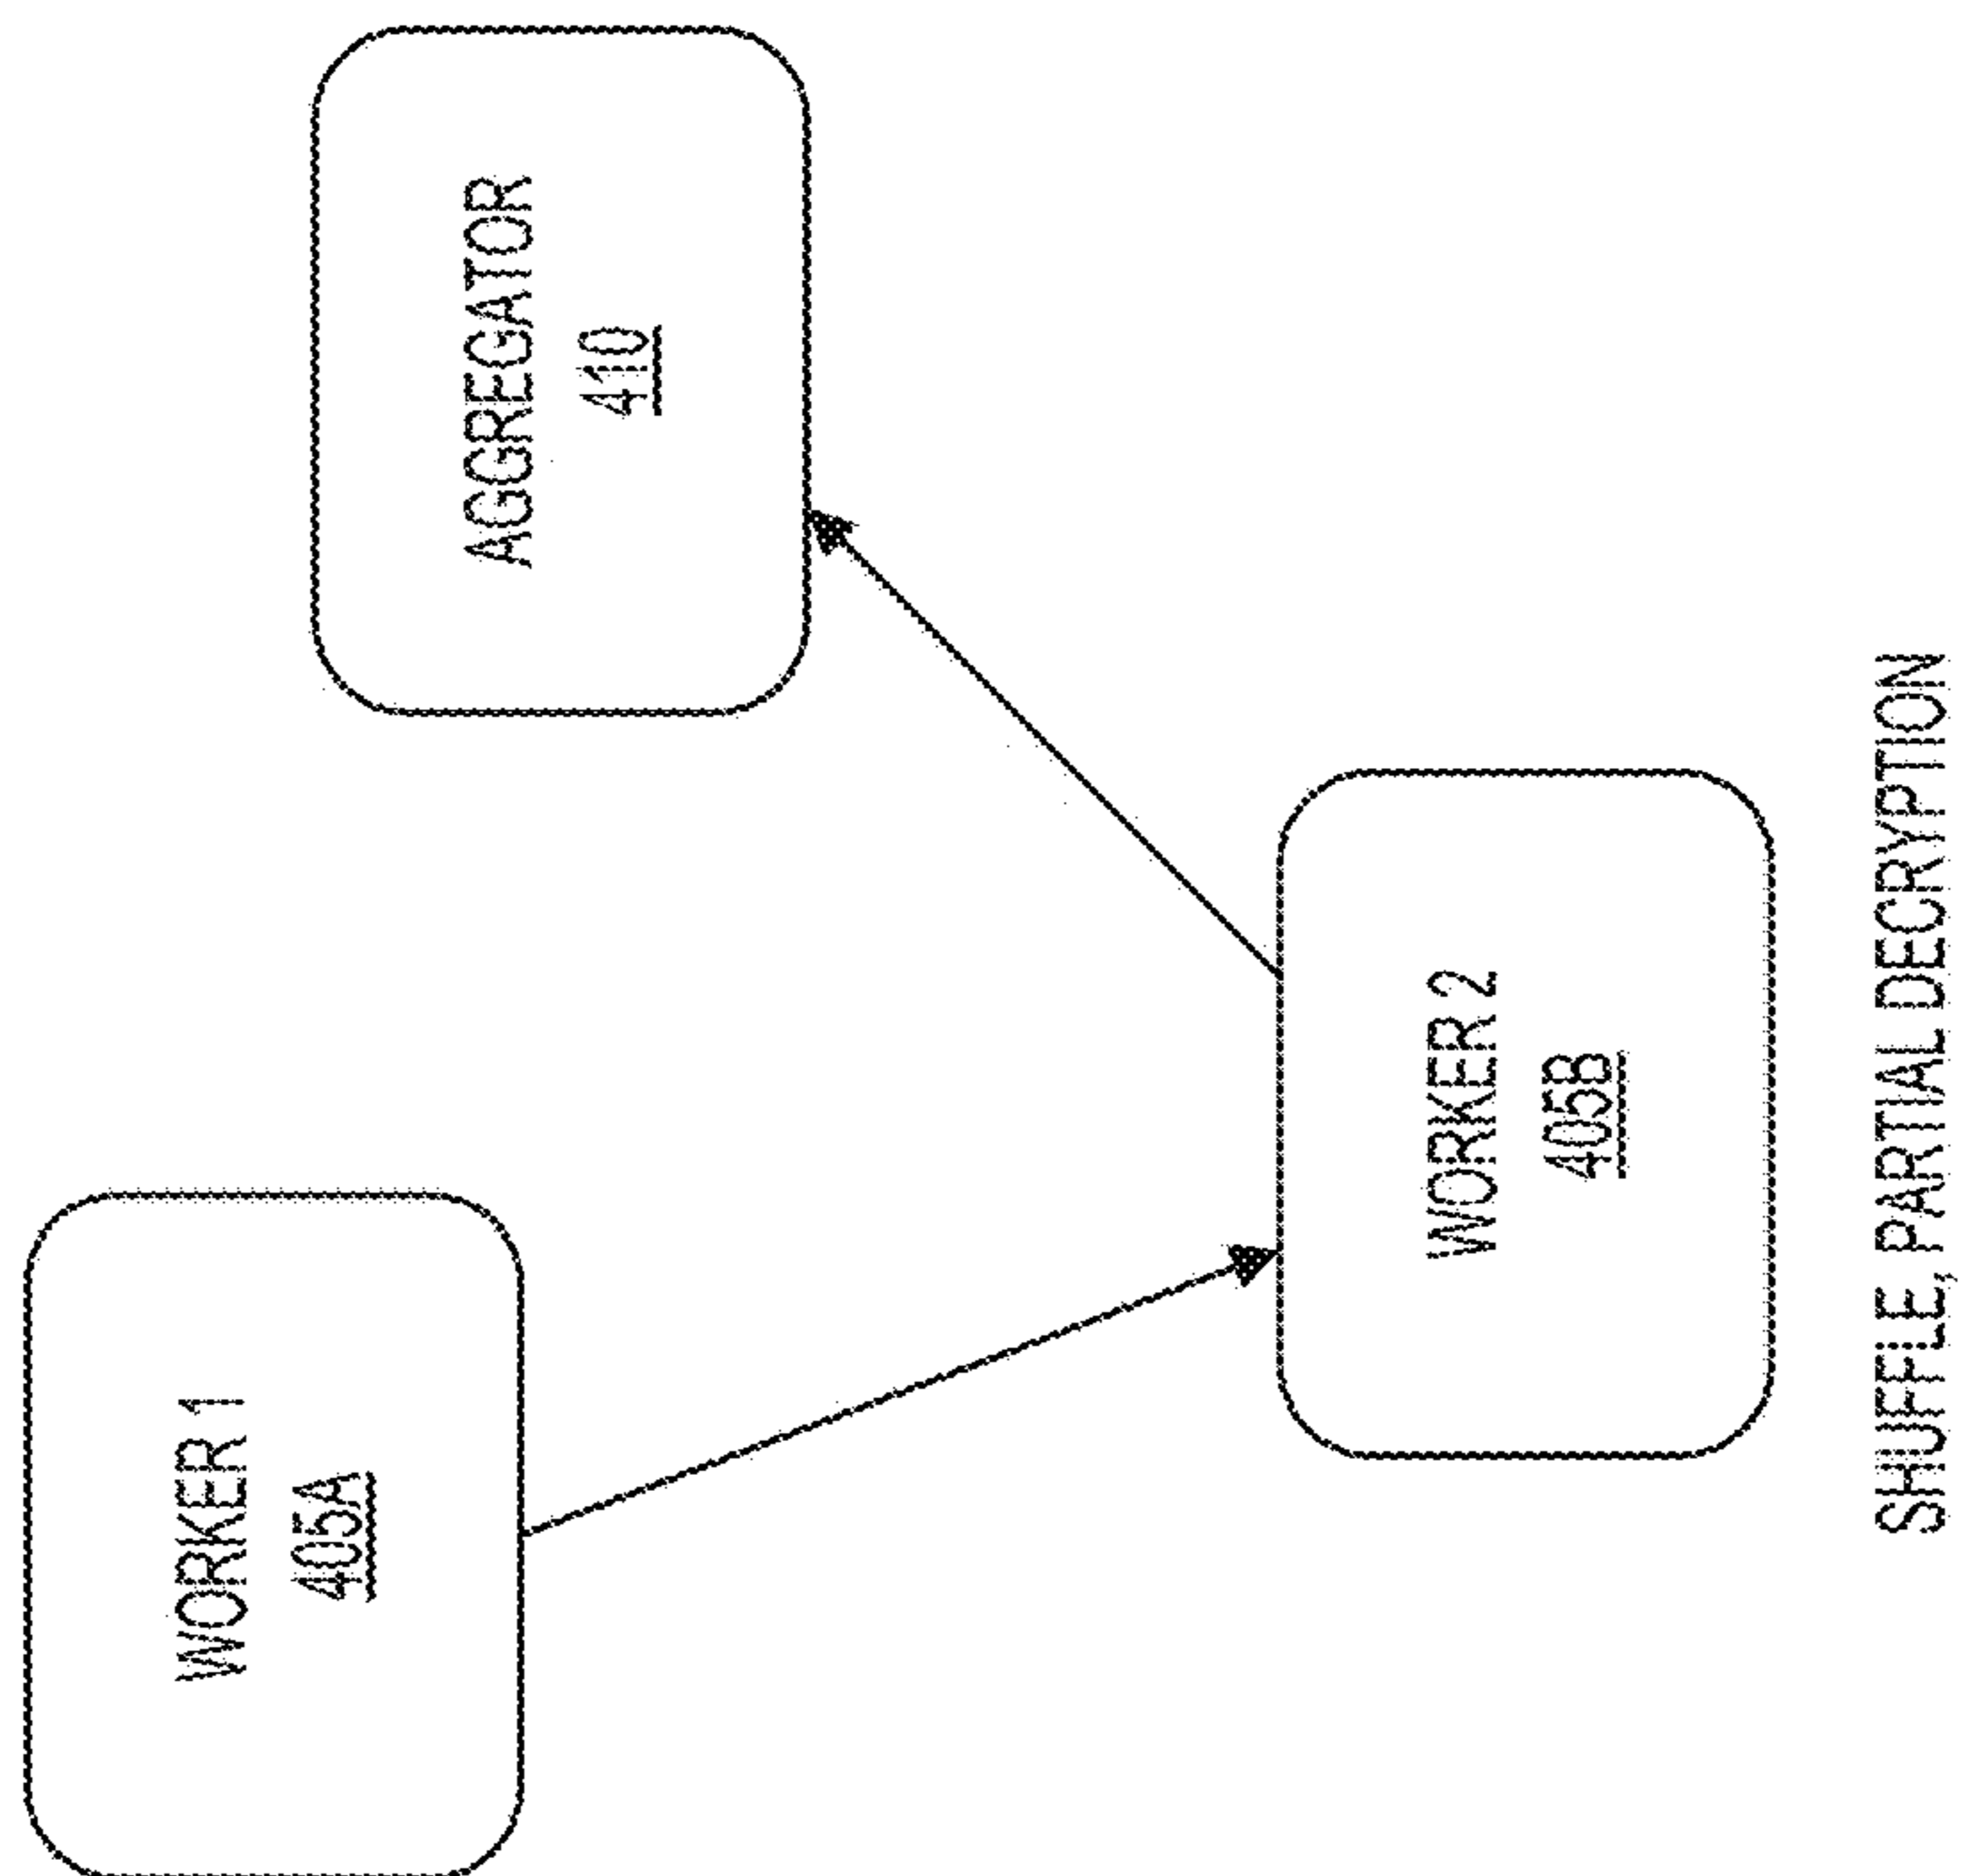 WORKER 1
405A
AGGREGATOR
410
WORKER 2
405B
SHUFFLE, PARTIAL DECRYPTION